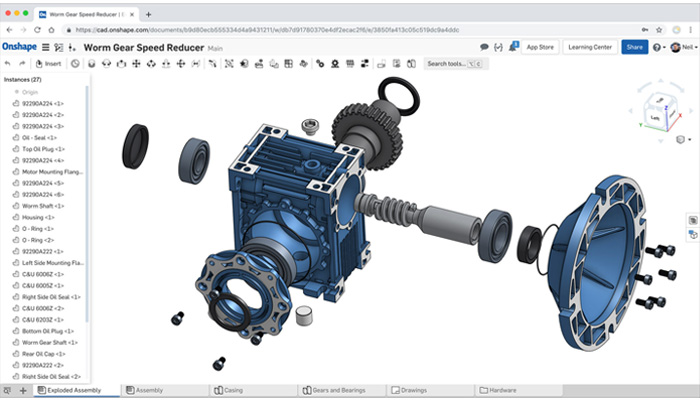 On Worm Gear Speed Reducer |
https://cad.onshape.com/documents/b9d80ecb555334d4a9431211/w/db7d91780370e4df2ecac2f6/e/3850fa413c05c519dc9a4ddc
Onshape Worm Gear Speed Reducer Main
App Store Learning Center Share Neil
Insert Search tools...
Instances (27)
Origin
92290A224 <1>
92290A224 <2>
92290A224 <3>
Oil - Seal <1>
Top Oil Plug <1>
92290A224 <4>
Motor Mounting Flang...
92290A224 <5>
92290A224 <6>
Worm Shaft <1>
Housing <1>
O - Ring <1>
O - Ring <2>
92290A222 <1>
Left Side Mounting Fla...
C&U 6006Z <1>
C&U 6005Z <1>
Right Side Oil Seal <1>
C&U 6006Z <2>
C&U 6203Z <1>
Bottom Oil Plug <1>
Worm Gear Shaft <1>
Rear Oil Cap <1>
92290A222 <2>
Right Side Oil Seal <2>
Z
Left
Y
X
Exploded Assembly Assembly Casing Gears and Bearings Drawings Hardware